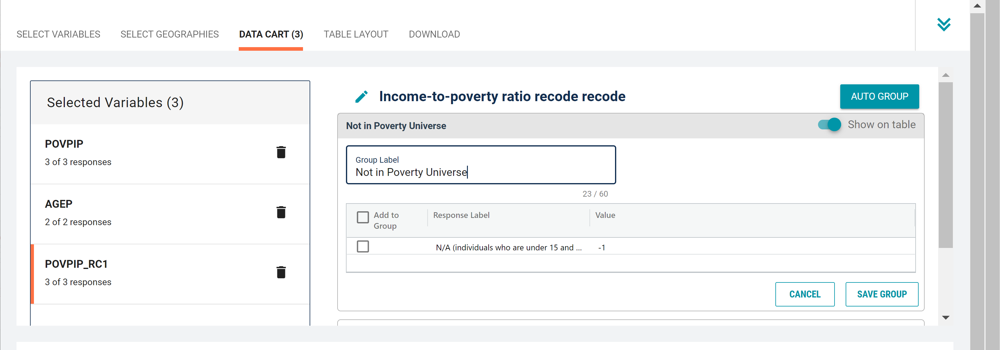 SELECT VARIABLES SELECT GEOGRAPHIES DATA CART (3) TABLE LAYOUT DOWNLOAD
Selected Variables (3)
POVPIP
3 of 3 responses
AGEP
2 of 2 responses
POVPIP_RC1
3 of 3 responses
Income-to-poverty ratio recode recode
AUTO GROUP
Not in Poverty Universe
Show on table
Group Label
Not in Poverty Universe
23 / 60
Add to
Group
Response Label
Value
N/A (individuals who are under 15 and ...
-1
CANCEL
SAVE GROUP